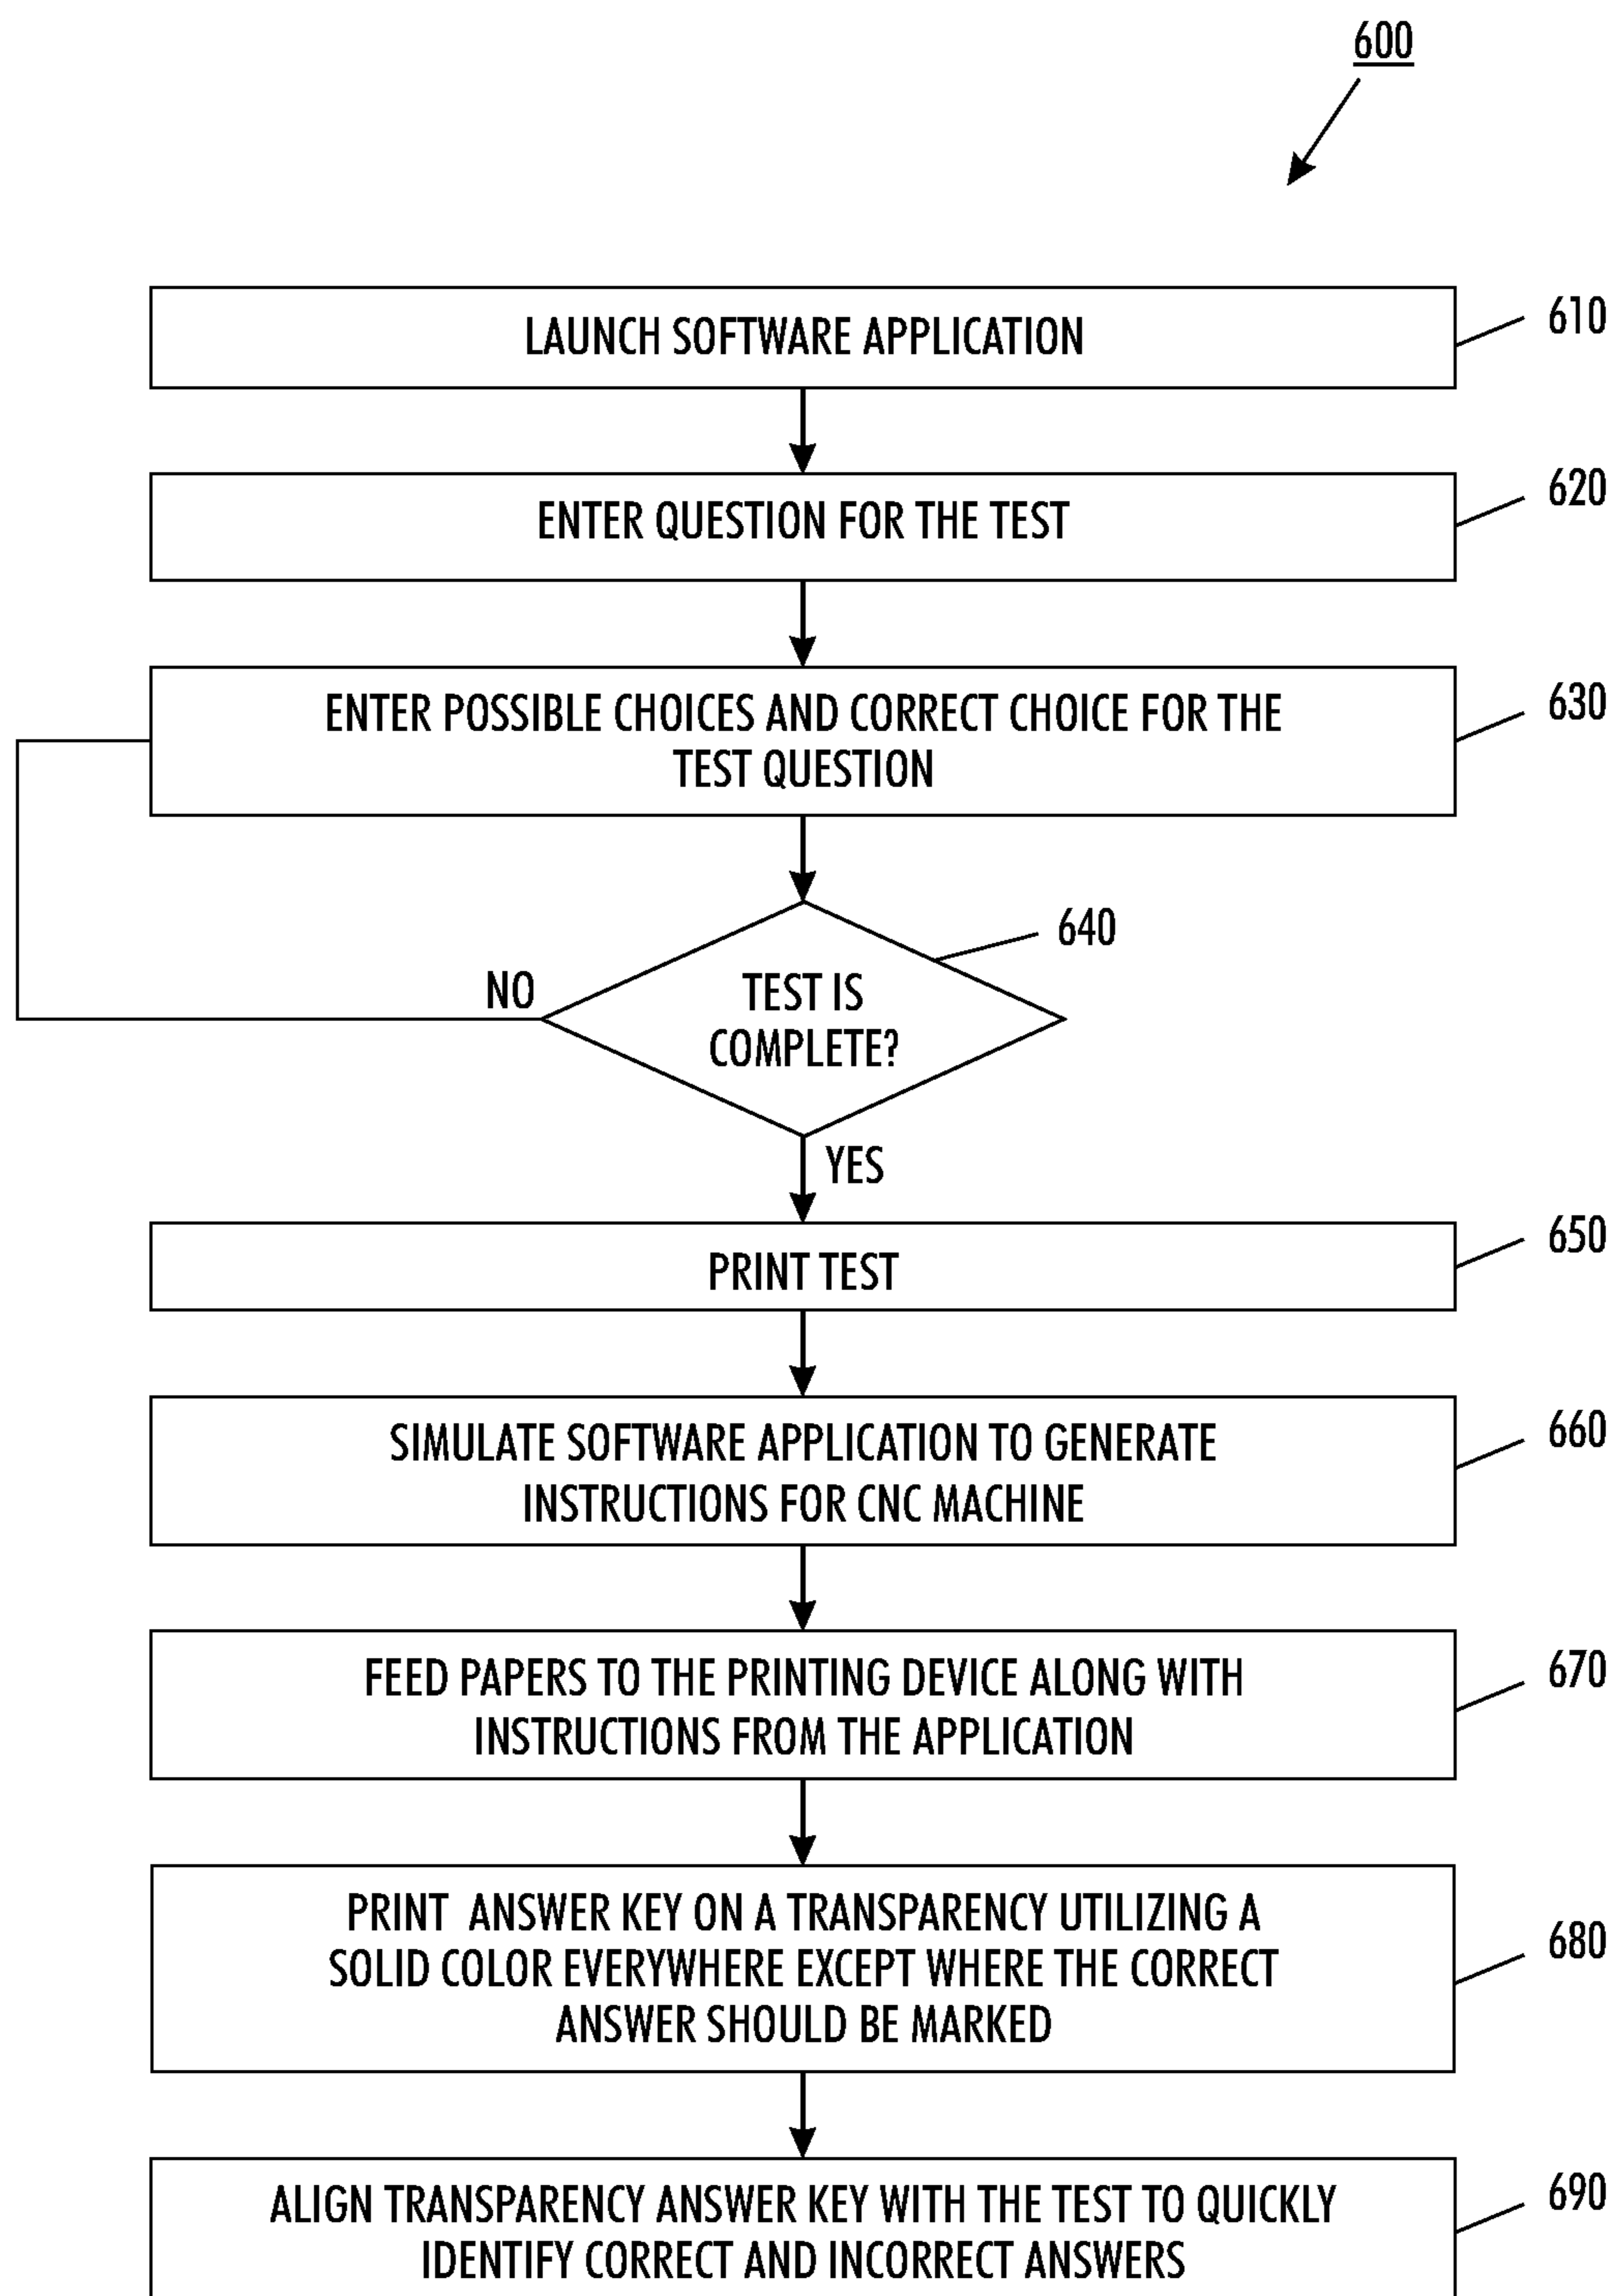 600
LAUNCH SOFTWARE APPLICATION
610
ENTER QUESTION FOR THE TEST
620
ENTER POSSIBLE CHOICES AND CORRECT CHOICE FOR THE
TEST QUESTION
630
TEST IS
COMPLETE?
640
NO
YES
PRINT TEST
650
SIMULATE SOFTWARE APPLICATION TO GENERATE
INSTRUCTIONS FOR CNC MACHINE
660
FEED PAPERS TO THE PRINTING DEVICE ALONG WITH
INSTRUCTIONS FROM THE APPLICATION
670
PRINT ANSWER KEY ON A TRANSPARENCY UTILIZING A
SOLID COLOR EVERYWHERE EXCEPT WHERE THE CORRECT
ANSWER SHOULD BE MARKED
680
ALIGN TRANSPARENCY ANSWER KEY WITH THE TEST TO QUICKLY
IDENTIFY CORRECT AND INCORRECT ANSWERS
690